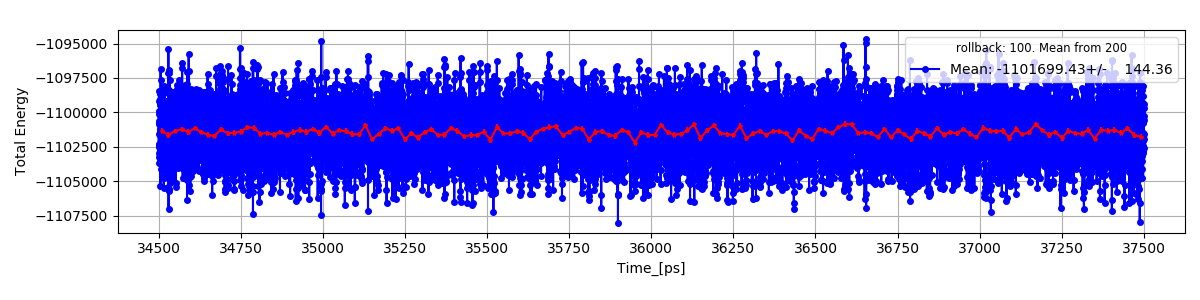 Total Energy
−1095000
−1097500
−1100000
−1102500
−1105000
−1107500
rollback: 100. Mean from 200
Mean: -1101699.43+/- 144.36
34500 34750 35000 35250 35500 35750 36000 36250 36500 36750 37000 37250 37500
Time_[ps]